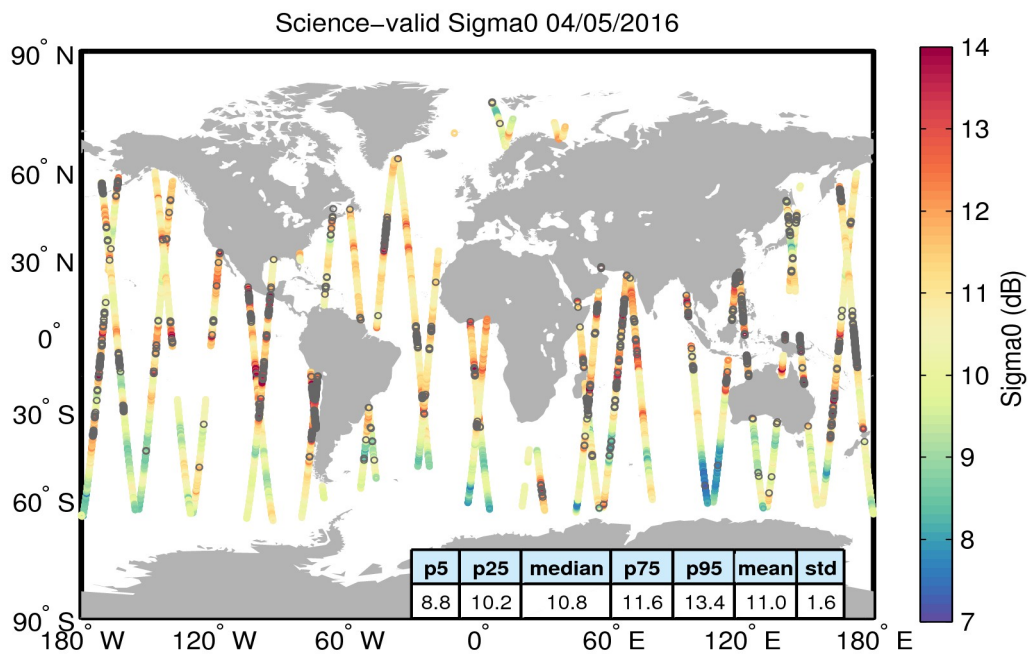 Science−valid Sigma0 04/05/2016
90° N
60° N
30° N
0°
30° S
60° S
90° S
180° W
120° W
60° W
0°
60° E
120° E
180° E
p5 p25 median p75 p95 mean std
8.8 10.2 10.8 11.6 13.4 11.0 1.6
14
13
12
11
10
9
8
7
Sigma0 (dB)